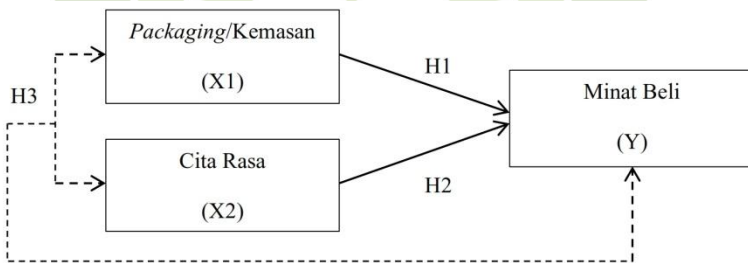 Packaging/Kemasan
(X1)
H1
H3
Minat Beli
(Y)
Cita Rasa
(X2)
H2